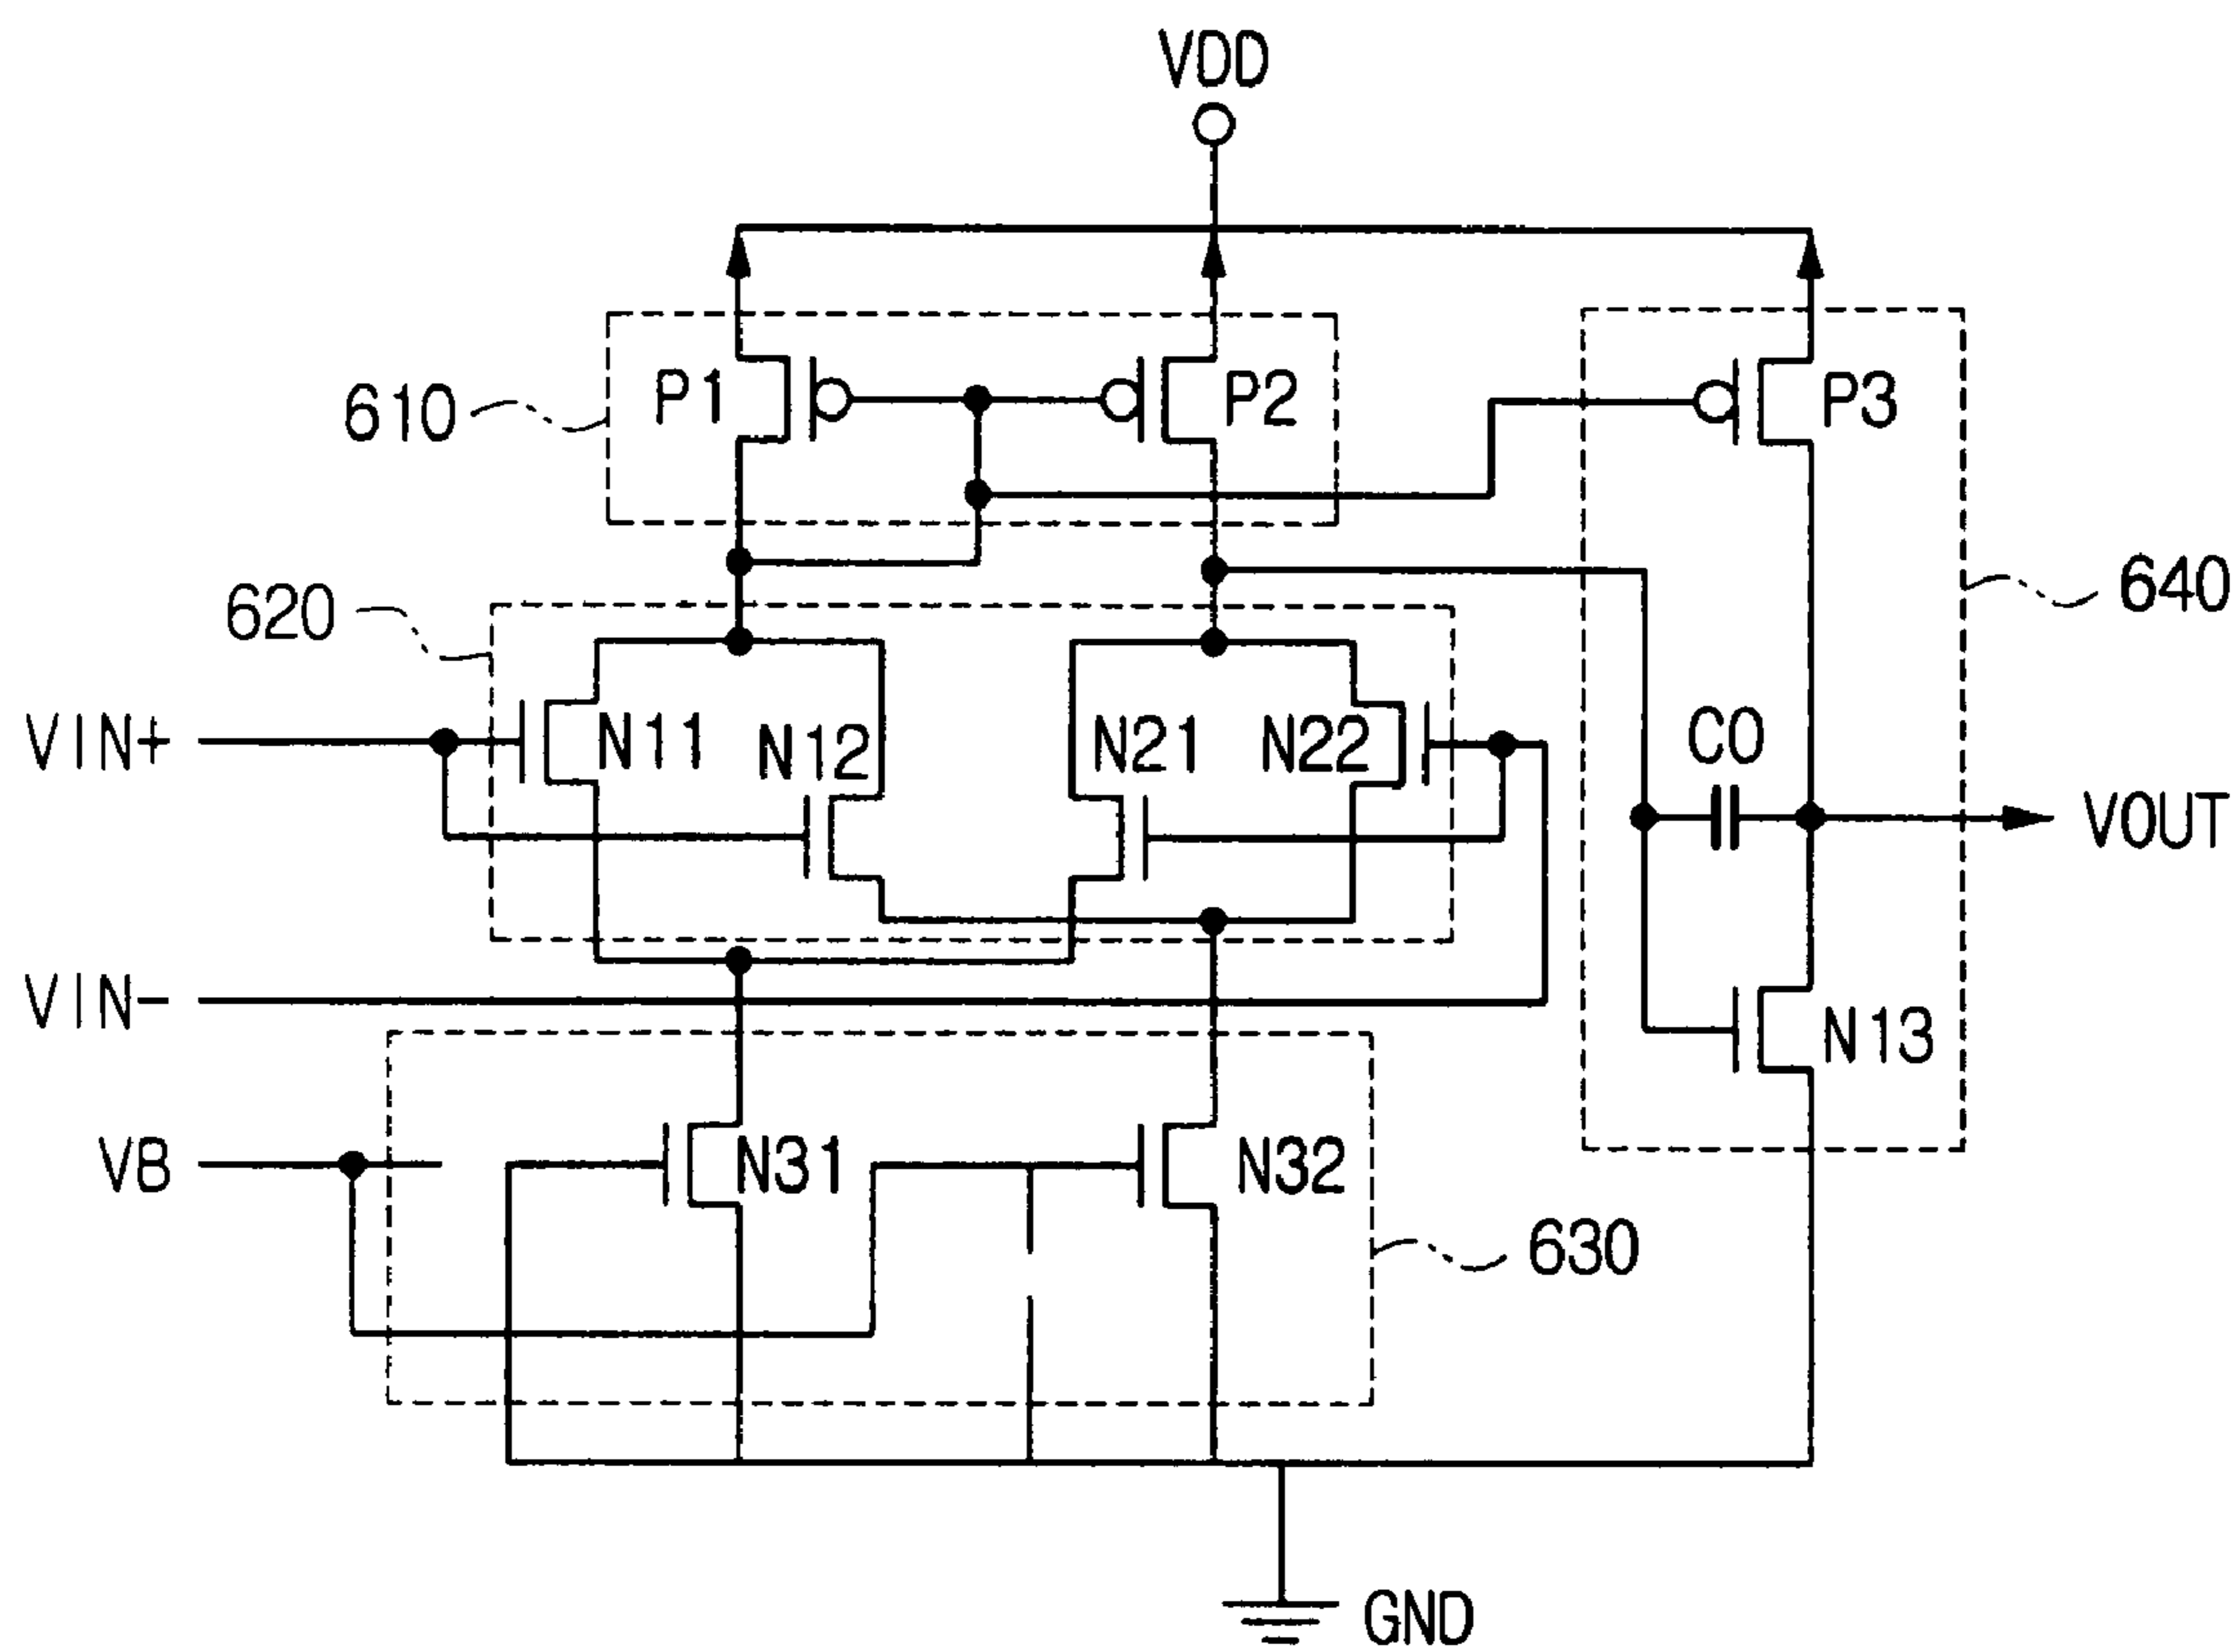 VDD
P1
P2
P3
610
620
640
VIN+
N11
N12
N21
N22
C0
VOUT
VIN-
N13
VB
N31
N32
630
GND